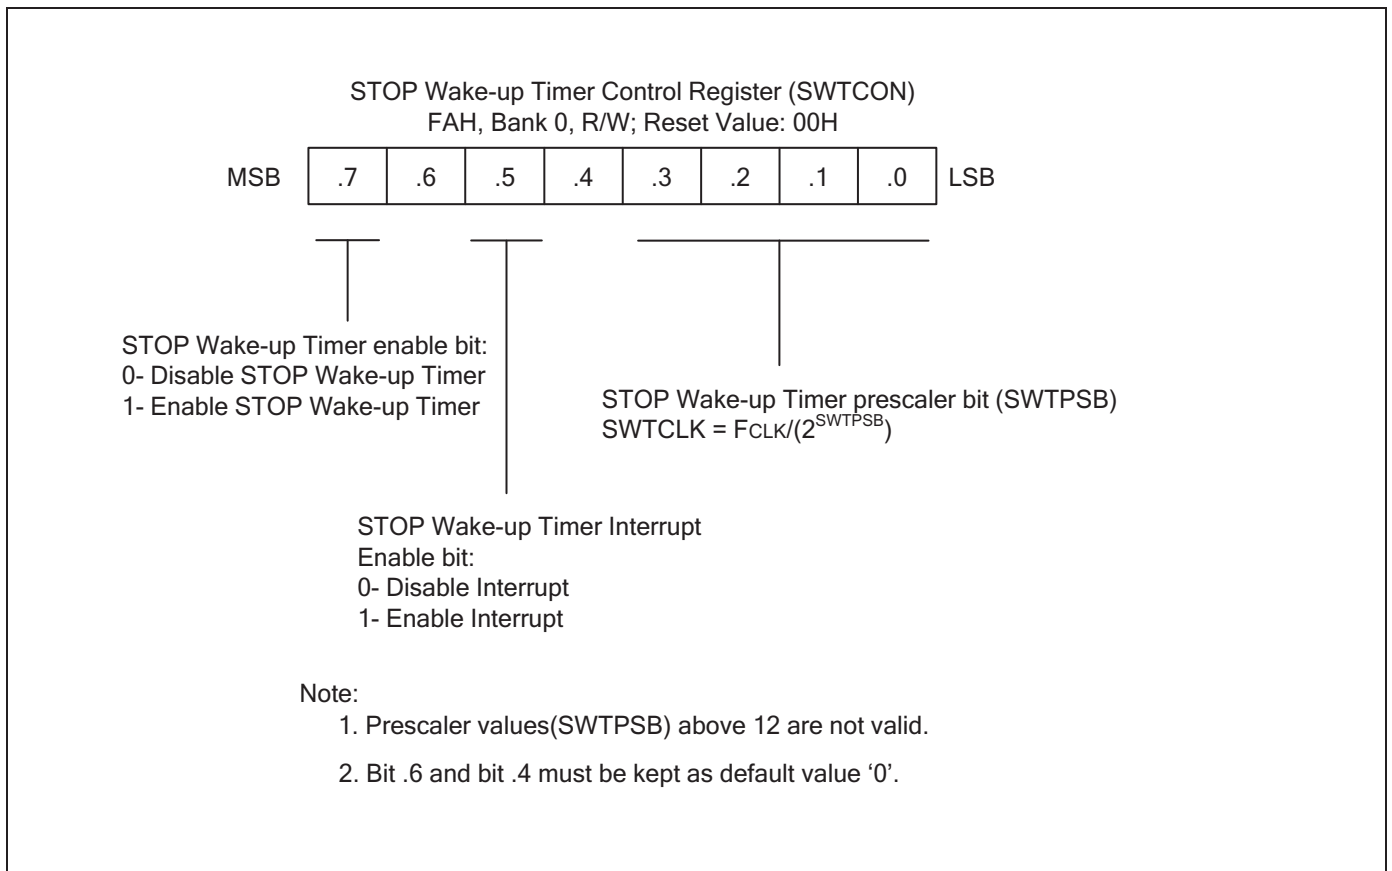 STOP Wake-up Timer Control Register (SWTCON)
FAH, Bank 0, R/W; Reset Value: 00H
MSB .7 .6 .5 .4 .3 .2 .1 .0 LSB
STOP Wake-up Timer enable bit:
0- Disable STOP Wake-up Timer
1- Enable STOP Wake-up Timer
STOP Wake-up Timer prescaler bit (SWTPSB)
SWTCLK = FCLK/(2^SWTPSB)
STOP Wake-up Timer Interrupt
Enable bit:
0- Disable Interrupt
1- Enable Interrupt
Note:
1. Prescaler values(SWTPSB) above 12 are not valid.
2. Bit .6 and bit .4 must be kept as default value ‘0’.